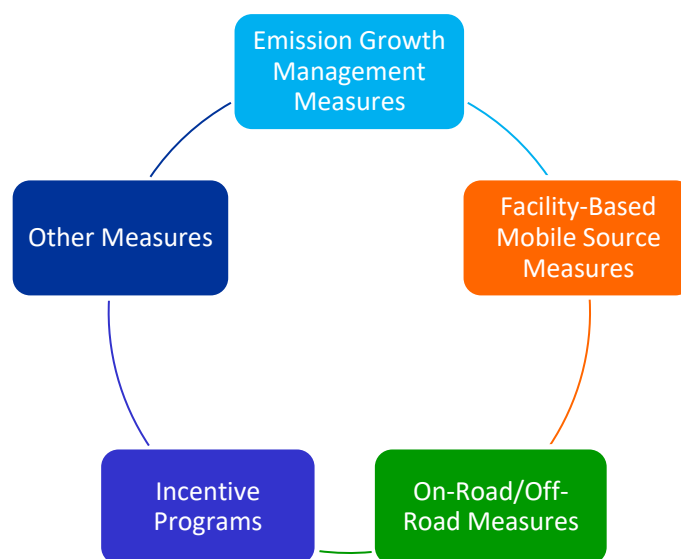 Emission Growth
Management
Measures
Facility-Based
Mobile Source
Measures
Other Measures
Incentive
Programs
On-Road/Off-
Road Measures